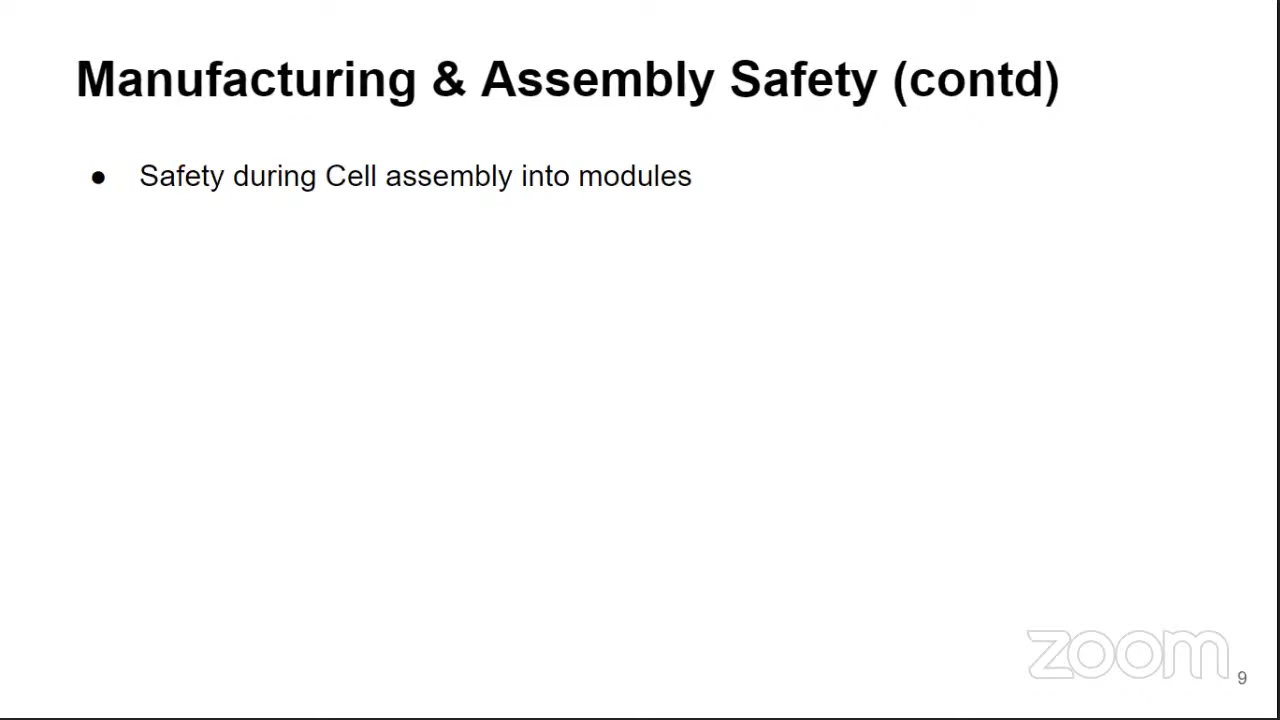 Manufacturing & Assembly Safety (contd)
● Safety during Cell assembly into modules
zoom
9